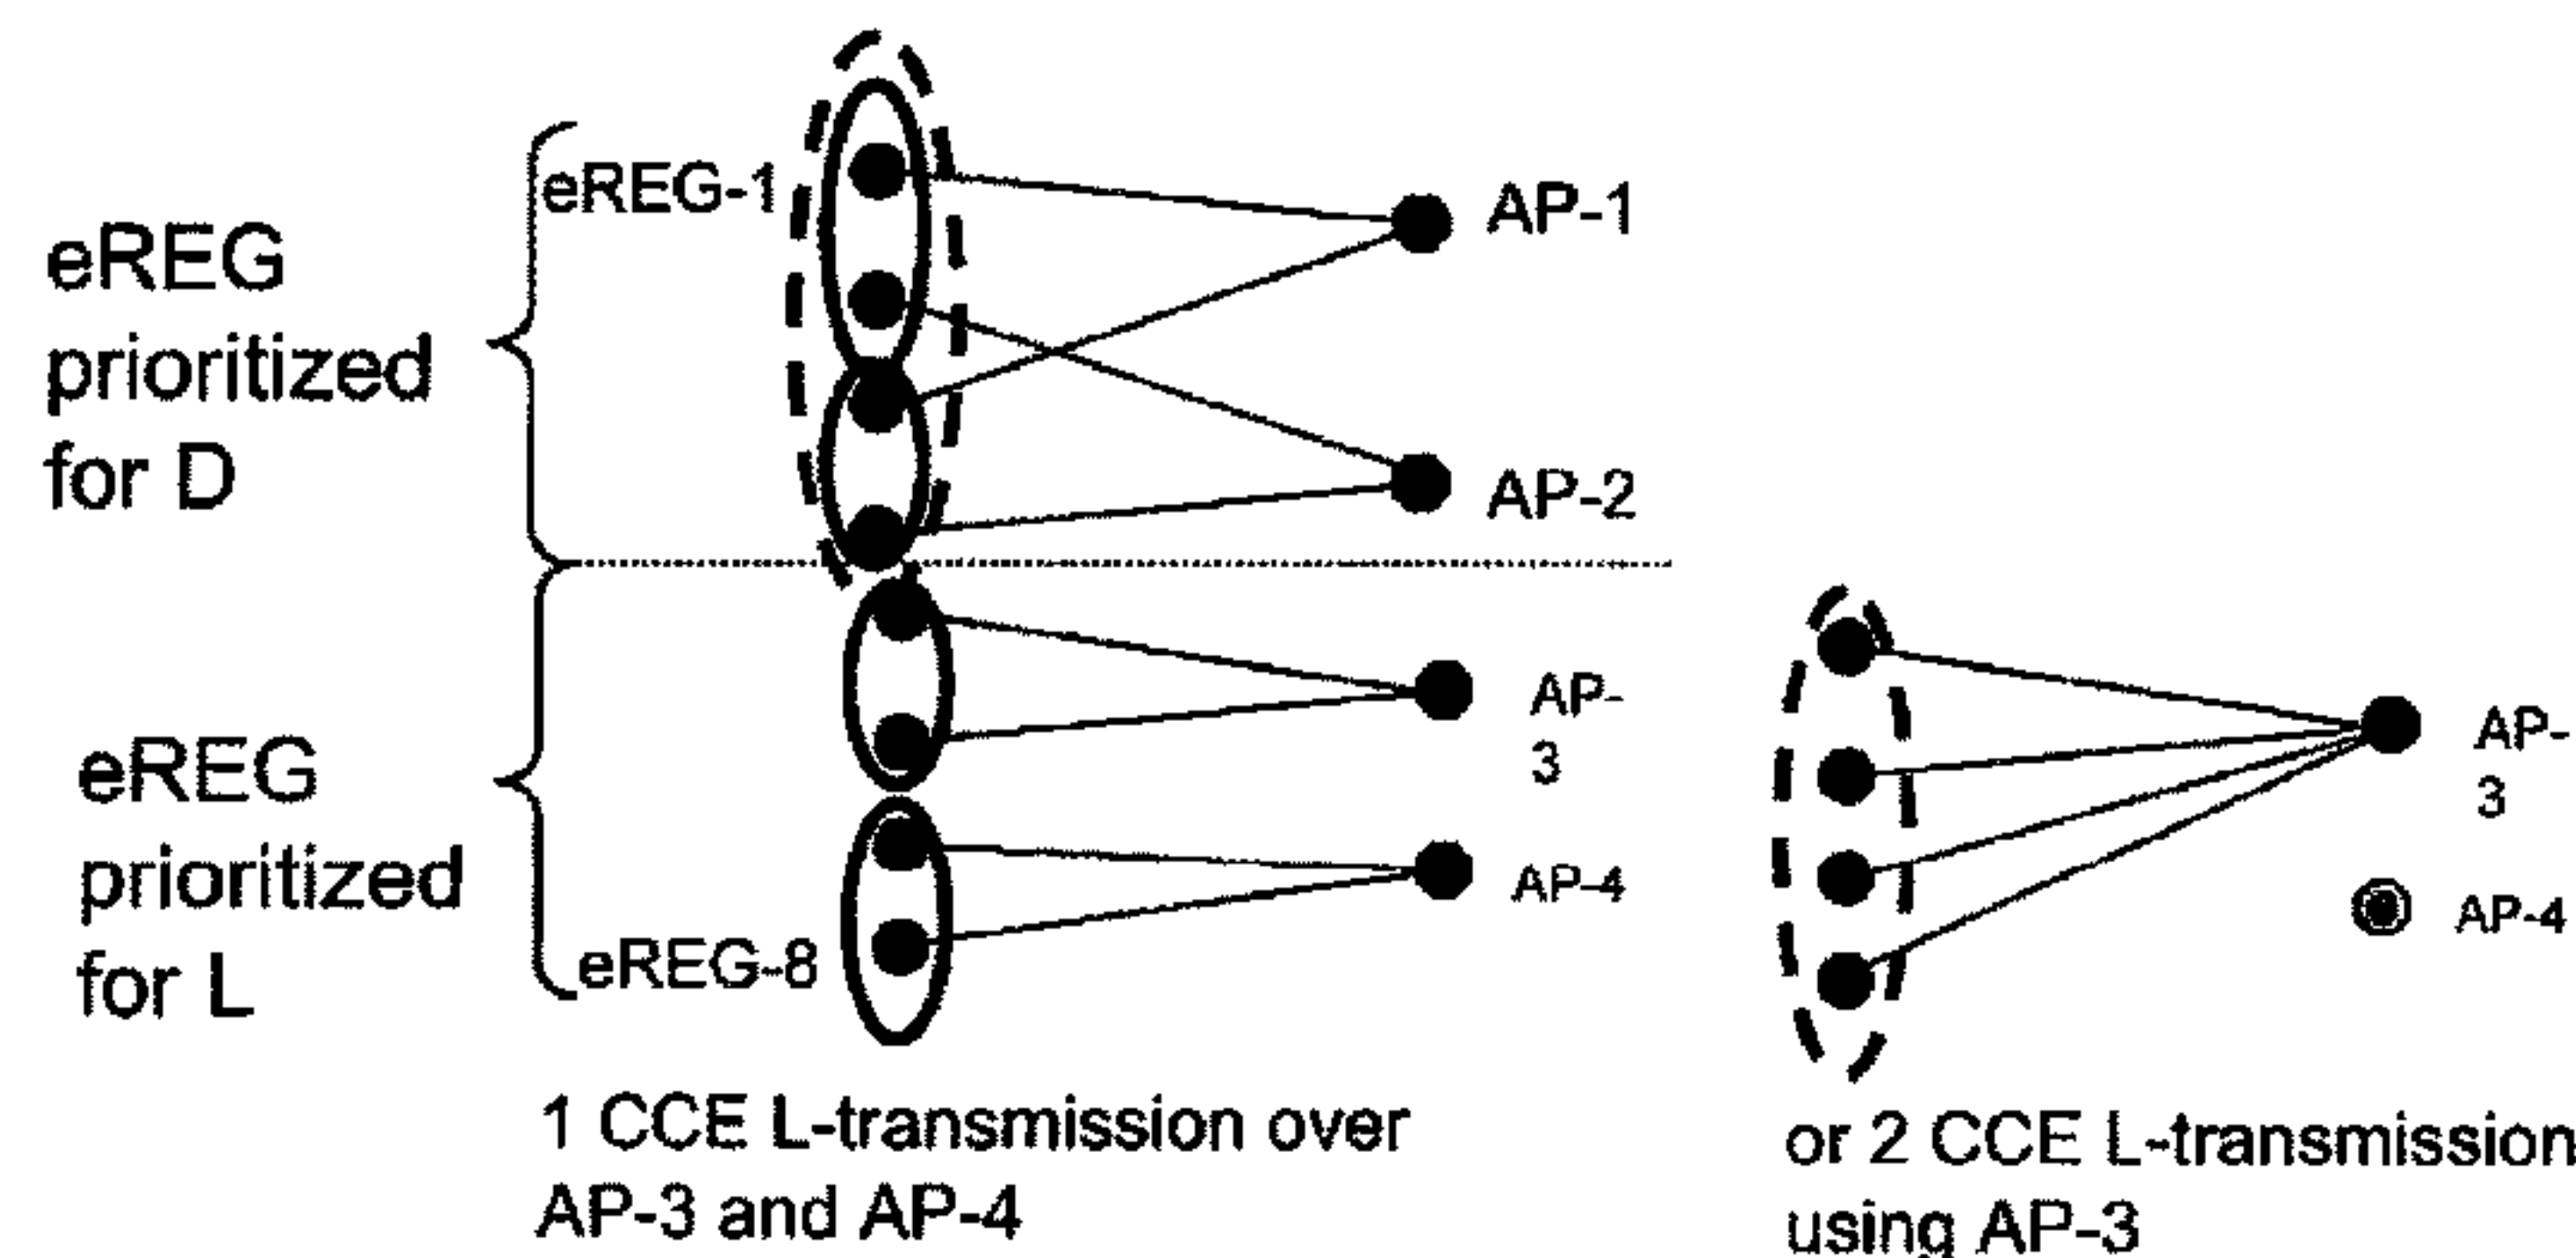 eREG-1
AP-1
eREG
prioritized
for D
AP-2
AP-
3
AP-
3
eREG
prioritized
for L
AP-4
AP-4
eREG-8
1 CCE L-transmission over
AP-3 and AP-4
or 2 CCE L-transmission
using AP-3